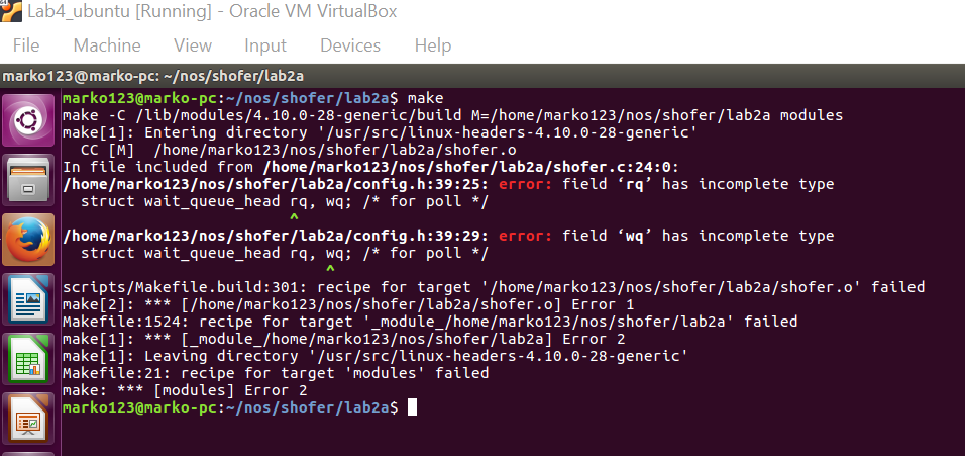 Lab4_ubuntu [Running] - Oracle VM VirtualBox
File Machine View Input Devices Help
marko123@marko-pc: ~/nos/shofer/lab2a
marko123@marko-pc:~/nos/shofer/lab2a$ make
make -C /lib/modules/4.10.0-28-generic/build M=/home/marko123/nos/shofer/lab2a modules
make[1]: Entering directory '/usr/src/linux-headers-4.10.0-28-generic'
  CC [M]  /home/marko123/nos/shofer/lab2a/shofer.o
In file included from /home/marko123/nos/shofer/lab2a/shofer.c:24:0:
/home/marko123/nos/shofer/lab2a/config.h:39:25: error: field ‘rq’ has incomplete type
  struct wait_queue_head rq, wq; /* for poll */
                         ^
/home/marko123/nos/shofer/lab2a/config.h:39:29: error: field ‘wq’ has incomplete type
  struct wait_queue_head rq, wq; /* for poll */
                             ^
scripts/Makefile.build:301: recipe for target '/home/marko123/nos/shofer/lab2a/shofer.o' failed
make[2]: *** [/home/marko123/nos/shofer/lab2a/shofer.o] Error 1
Makefile:1524: recipe for target '_module_/home/marko123/nos/shofer/lab2a' failed
make[1]: *** [_module_/home/marko123/nos/shofer/lab2a] Error 2
make[1]: Leaving directory '/usr/src/linux-headers-4.10.0-28-generic'
Makefile:21: recipe for target 'modules' failed
make: *** [modules] Error 2
marko123@marko-pc:~/nos/shofer/lab2a$